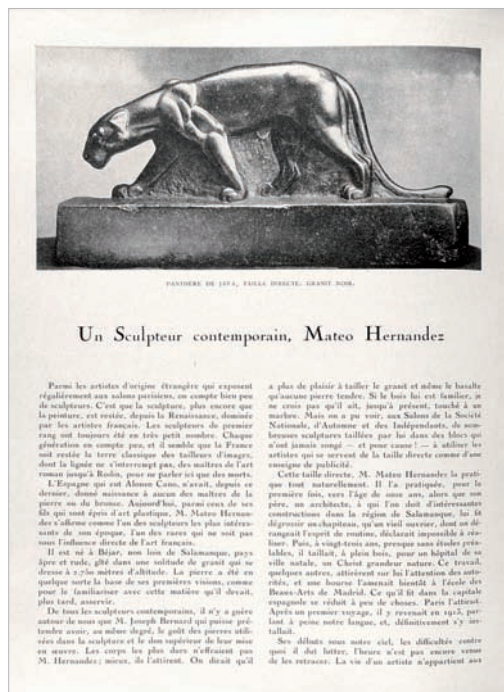 PANTHÈRE DE JAVA, TAILLE DIRECTE. GRANIT NOIR.
Un Sculpteur contemporain, Mateo Hernandez
Parmi les artistes d'origine étrangère qui exposent
régulièrement aux salons parisiens, on compte bien peu
de sculpteurs. C'est que la sculpture, plus encore que
la peinture, est restée, depuis la Renaissance, dominée
par les artistes français. Les sculpteurs de premier
rang ont toujours été en très petit nombre. Chaque
génération en compte peu, et il semble que la France
soit restée la terre classique des tailleurs d'images,
dont la lignée ne s'interrompt pas, des maîtres de l'art
roman jusqu'à Rodin, pour ne parler ici que des morts.
L'Espagne qui eut Alonso Cano, n'avait, depuis ce
dernier, donné naissance à aucun des maîtres de la
pierre ou du bronze. Aujourd'hui, parmi ceux de ses
fils qui sont épris d'art plastique, M. Mateo Hernan-
dez s'affirme comme l'un des sculpteurs les plus intéres-
sants de son époque, l'un des rares qui ne soit pas
sous l'influence directe de l'art français.
Il est né à Béjar, non loin de Salamanque, pays
âpre et rude, gîté dans une solitude de granit qui se
dresse à 2.750 mètres d'altitude. La pierre a été en
quelque sorte la base de ses premières visions, comme
pour le familiariser avec cette matière qu'il devait,
plus tard, asservir.
De tous les sculpteurs contemporains, il n'y a guère
autour de nous que M. Joseph Bernard qui puisse pré-
tendre avoir, au même degré, le goût des pierres utili-
sées dans la sculpture et le don supérieur de leur mise
en œuvre. Les corps les plus durs n'effraient pas
M. Hernandez; mieux, ils l'attirent. On dirait qu'il
a plus de plaisir à tailler le granit et même le basalte
qu'aucune pierre tendre. Si le bois lui est familier, je
ne crois pas qu'il ait, jusqu'à présent, touché à un
marbre. Mais on a pu voir, aux Salons de la Société
Nationale, d'Automne et des Indépendants, de nom-
breuses sculptures taillées par lui dans des blocs qui
n'ont jamais songé — et pour cause ! — à utiliser les
artistes qui se servent de la taille directe comme d'une
enseigne de publicité.
Cette taille directe, M. Mateo Hernandez la prati-
que tout naturellement. Il l'a pratiquée, pour la
première fois, vers l'âge de onze ans, alors que son
père, un architecte, à qui l'on doit d'intéressantes
constructions dans la région de Salamanque, lui fit
dégrossir un chapiteau, qu'un vieil ouvrier, dont on dé-
rangeait l'esprit de routine, déclarait impossible à réa-
liser. Puis, à vingt-trois ans, presque sans études préa-
lables, il taillait, à plein bois, pour un hôpital de sa
ville natale, un Christ grandeur nature. Ce travail,
quelques autres, attirèrent sur lui l'attention des auto-
rités, et une bourse l'amenait bientôt à l'école des
Beaux-Arts de Madrid. Ce qu'il fit dans la capitale
espagnole se réduit à peu de choses. Paris l'attirait.
Après un premier voyage, il y revenait en 1913, par-
lant à peine notre langue, et, définitivement s'y ins-
tallait.
Ses débuts sous notre ciel, les difficultés contre
quoi il dut lutter, l'heure n'est pas encore venue
de les retracer. La vie d'un artiste n'appartient aux